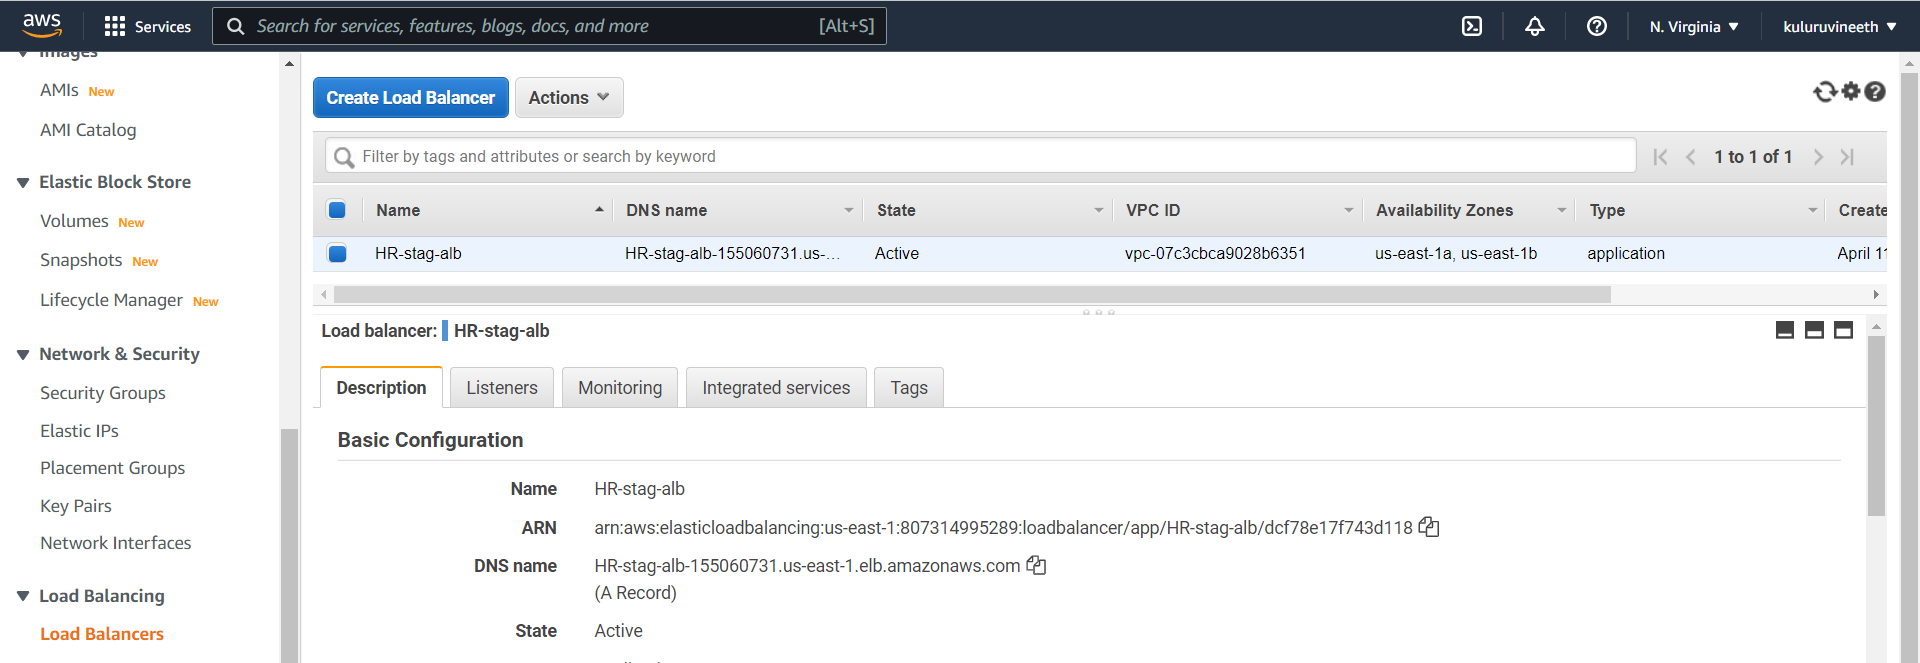 aws Services Search for services, features, blogs, docs, and more [Alt+S] N. Virginia kuluruvineeth
Images
AMIs New
AMI Catalog
Elastic Block Store
Volumes New
Snapshots New
Lifecycle Manager New
Network & Security
Security Groups
Elastic IPs
Placement Groups
Key Pairs
Network Interfaces
Load Balancing
Load Balancers
Create Load Balancer Actions
Filter by tags and attributes or search by keyword 1 to 1 of 1
Name DNS name State VPC ID Availability Zones Type Create
HR-stag-alb HR-stag-alb-155060731.us-... Active vpc-07c3cbca9028b6351 us-east-1a, us-east-1b application April 11
Load balancer: HR-stag-alb
Description Listeners Monitoring Integrated services Tags
Basic Configuration
Name HR-stag-alb
ARN arn:aws:elasticloadbalancing:us-east-1:807314995289:loadbalancer/app/HR-stag-alb/dcf78e17f743d118
DNS name HR-stag-alb-155060731.us-east-1.elb.amazonaws.com
(A Record)
State Active